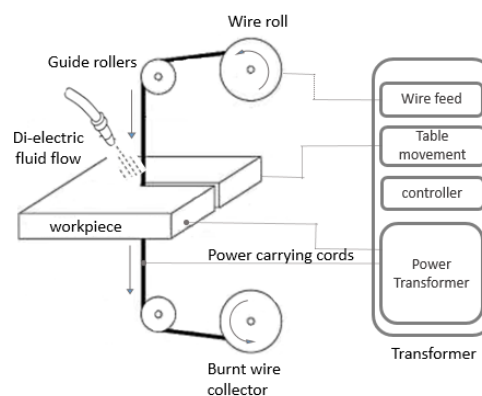 Wire roll
Guide rollers
Wire feed
Di-electric
fluid flow
Table
movement
controller
workpiece
Power carrying cords
Power
Transformer
Transformer
Burnt wire
collector